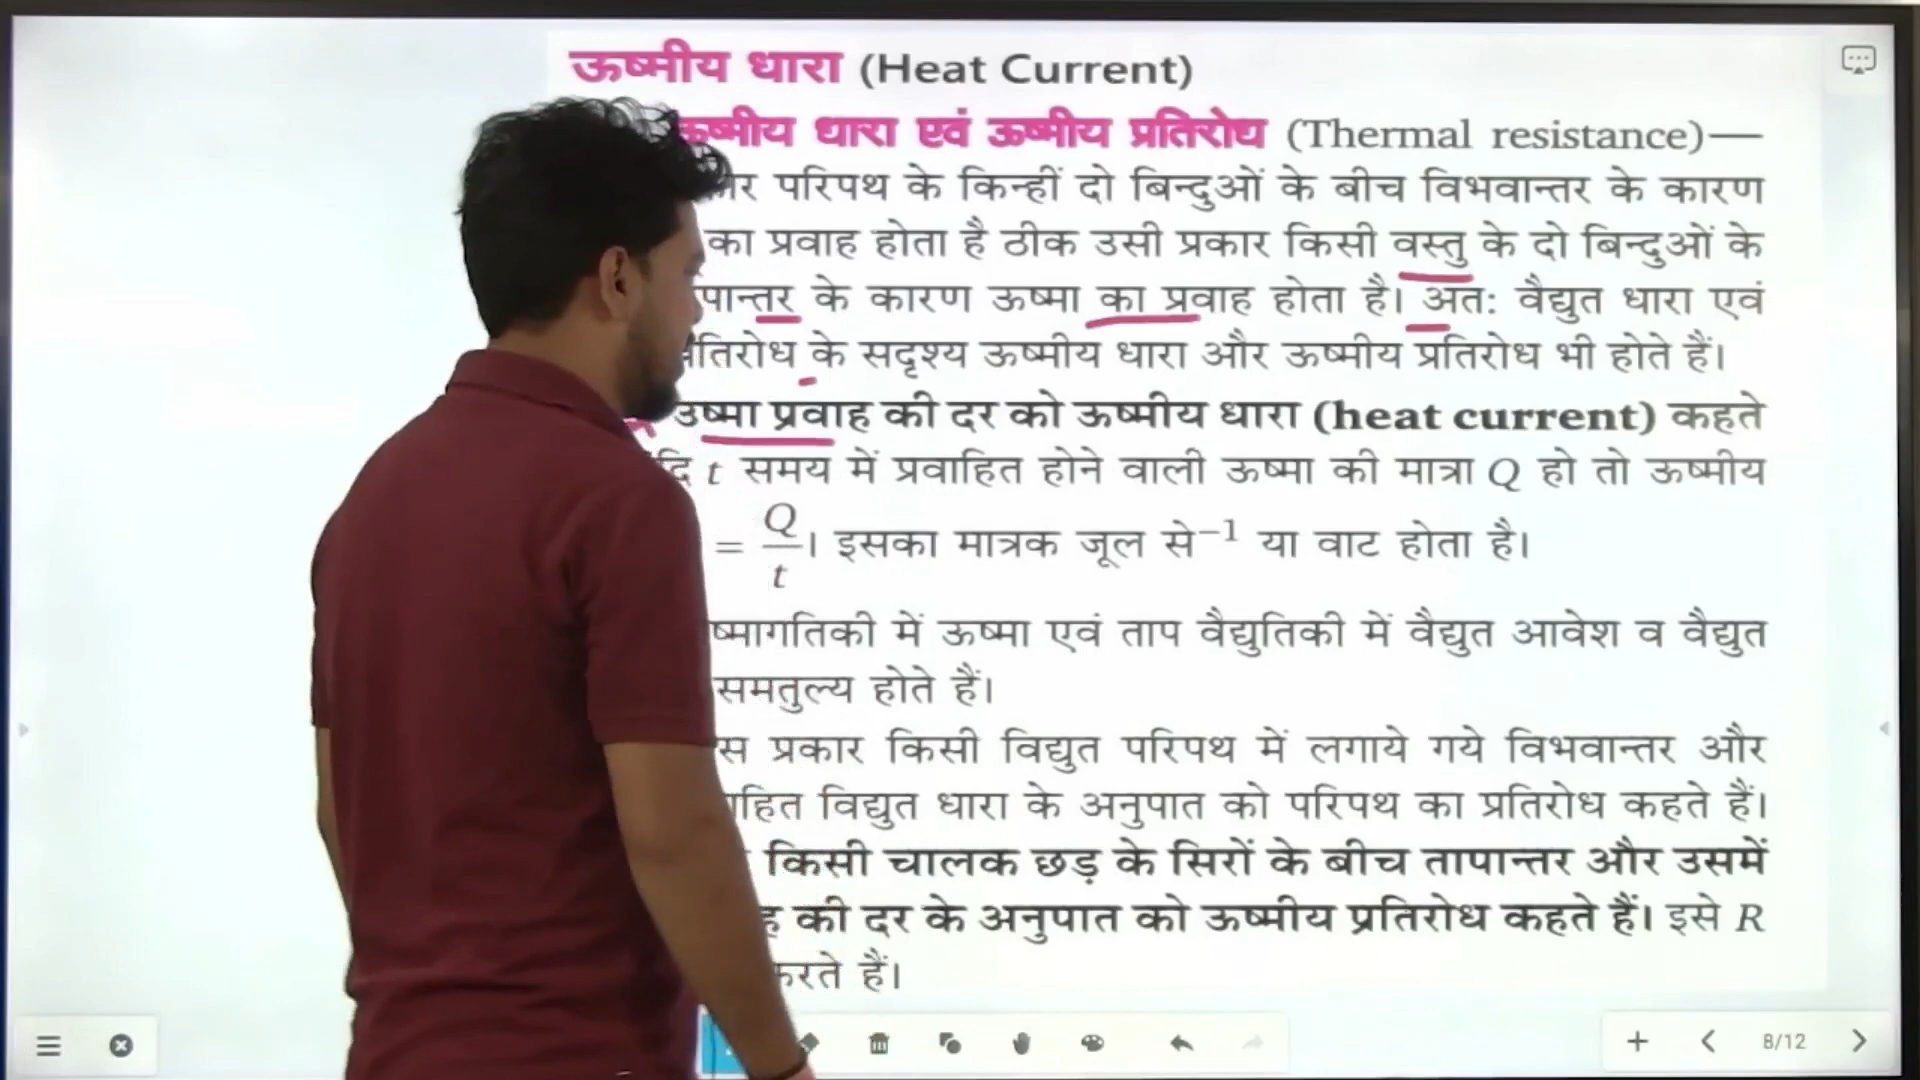 ऊष्मीय धारा (Heat Current)
ऊष्मीय धारा एवं ऊष्मीय प्रतिरोध (Thermal resistance)—
परिपथ के किन्हीं दो बिन्दुओं के बीच विभवान्तर के कारण
का प्रवाह होता है ठीक उसी प्रकार किसी वस्तु के दो बिन्दुओं के
के कारण ऊष्मा का प्रवाह होता है। अतः वैद्युत धारा एवं
के सदृश्य ऊष्मीय धारा और ऊष्मीय प्रतिरोध भी होते हैं।
उष्मा प्रवाह की दर को ऊष्मीय धारा (heat current) कहते
t समय में प्रवाहित होने वाली ऊष्मा की मात्रा Q हो तो ऊष्मीय
= Q/t। इसका मात्रक जूल से⁻¹ या वाट होता है।
में ऊष्मा एवं ताप वैद्युतिकी में वैद्युत आवेश व वैद्युत
समतुल्य होते हैं।
प्रकार किसी विद्युत परिपथ में लगाये गये विभवान्तर और
विद्युत धारा के अनुपात को परिपथ का प्रतिरोध कहते हैं।
किसी चालक छड़ के सिरों के बीच तापान्तर और उसमें
की दर के अनुपात को ऊष्मीय प्रतिरोध कहते हैं। इसे R
करते हैं।
8/12